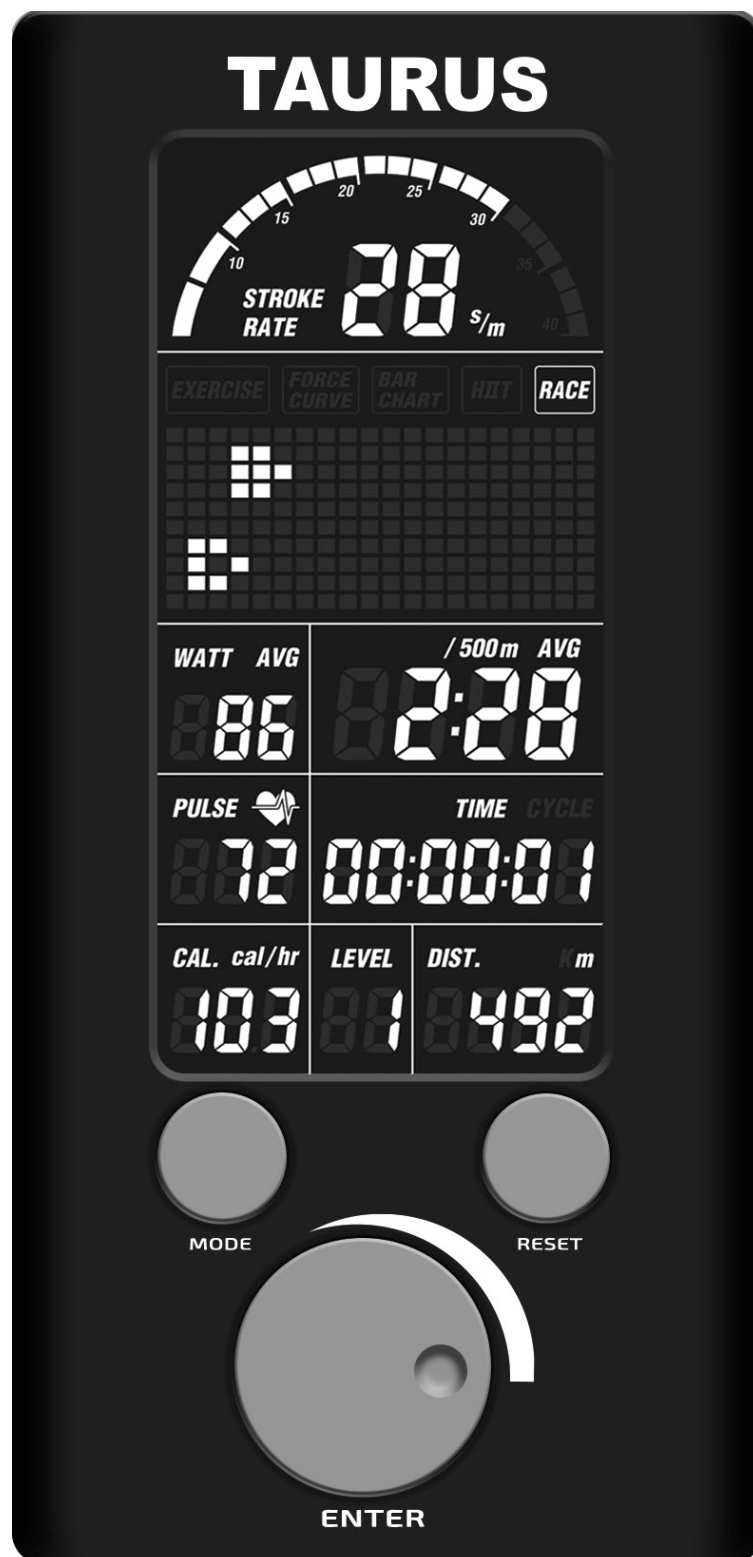 TAURUS
10 15 20 25 30 35 40
STROKE RATE 28 s/m
EXERCISE FORCE CURVE BAR CHART HIIT RACE
WATT AVG /500m AVG
86 2:28
PULSE TIME CYCLE
72 00:00:01
CAL. cal/hr LEVEL DIST. Km
103 1 492
MODE RESET
ENTER